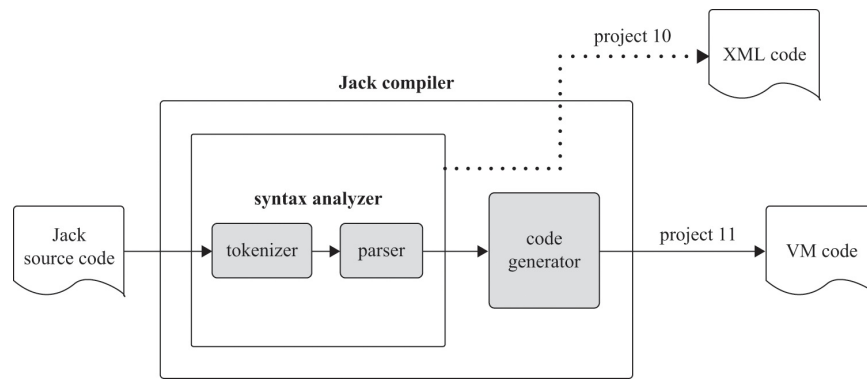 project 10
XML code
Jack compiler
syntax analyzer
Jack
source code
tokenizer
parser
code
generator
project 11
VM code